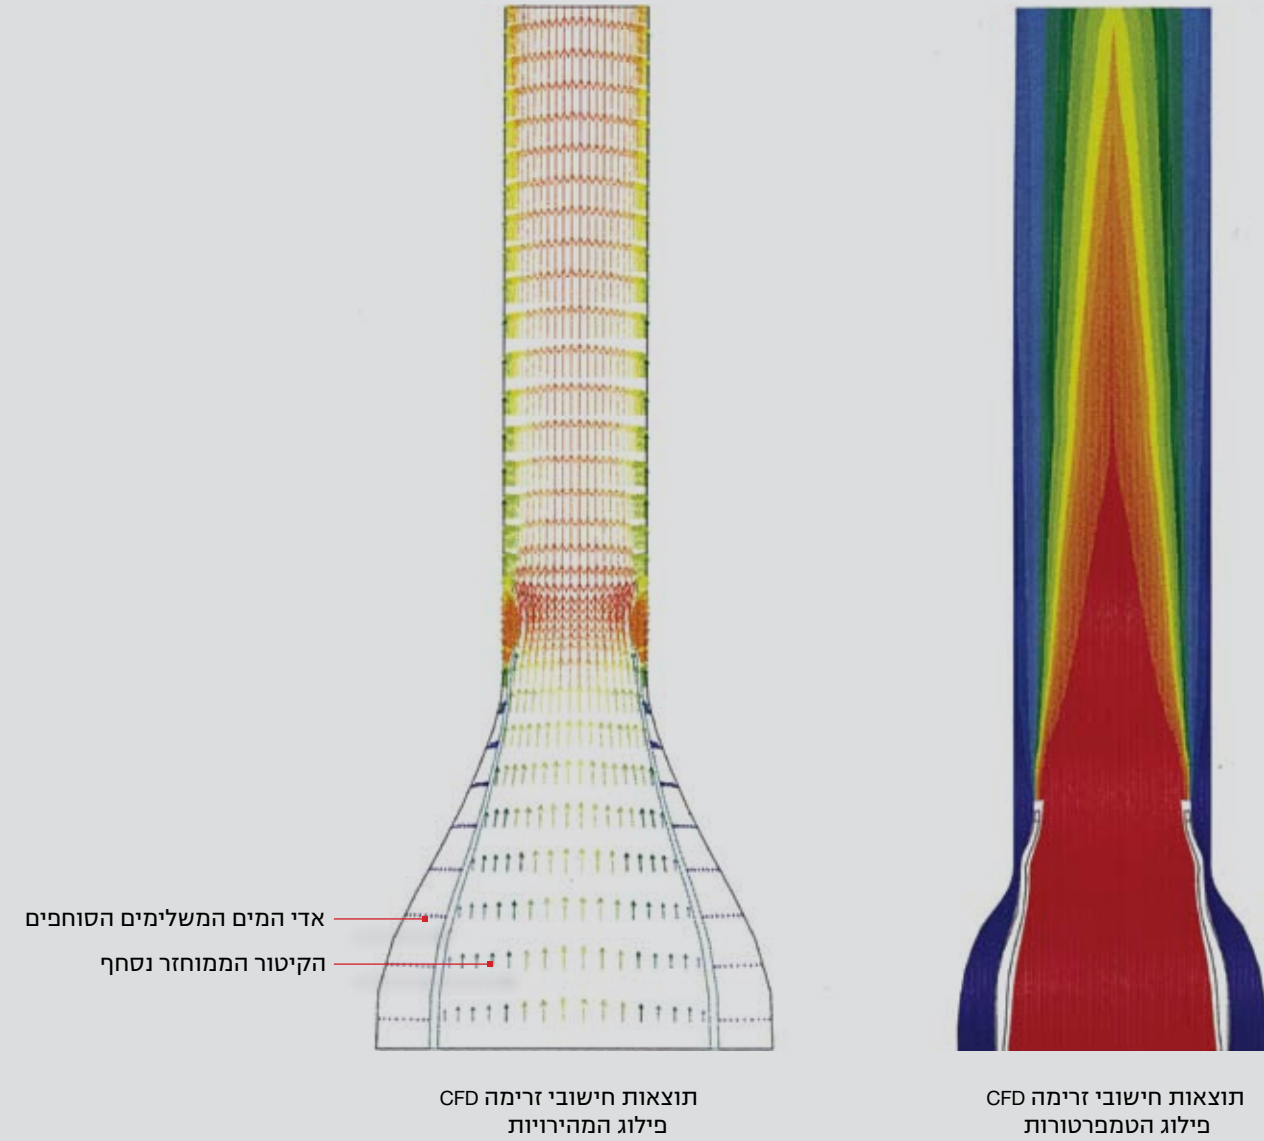 אדי המים המשלימים הסוחפים
הקיטור הממוחזר נסחף
תוצאות חישובי זרימה CFD
פילוג הטמפרטורות
תוצאות חישובי זרימה CFD
פילוג המהירויות